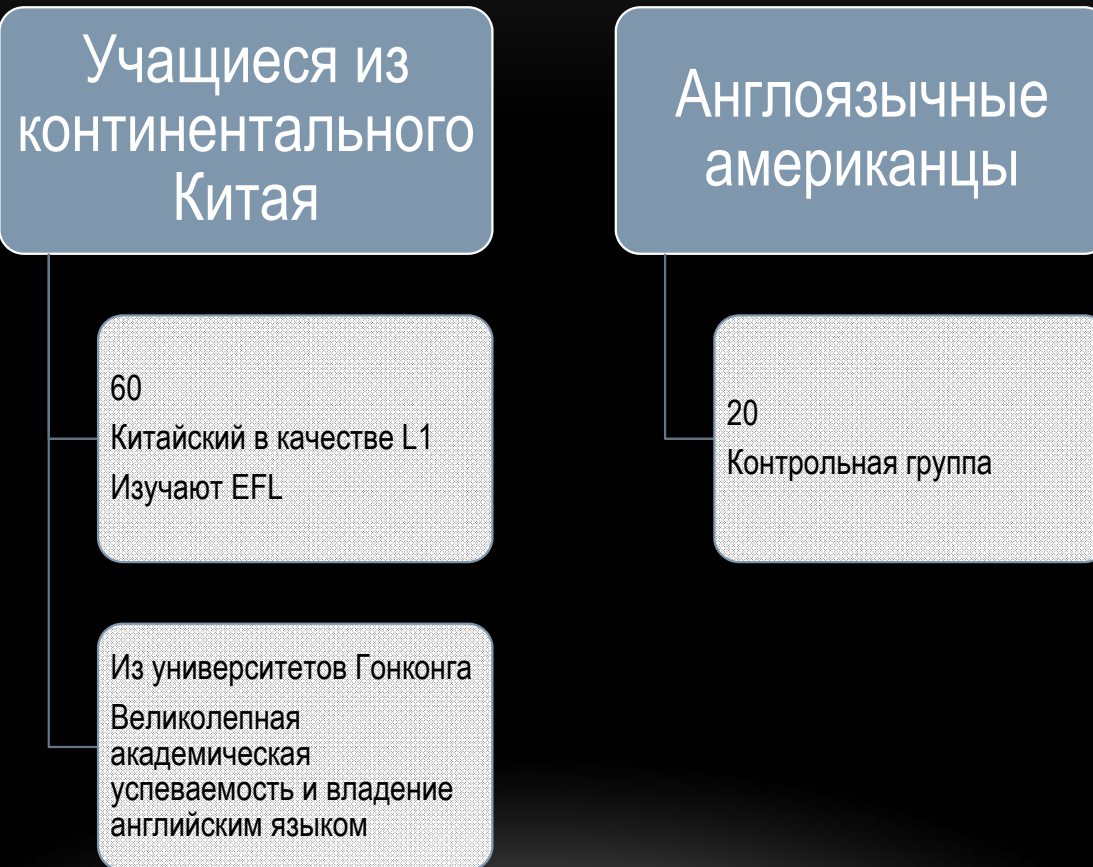 Учащиеся из
континентального
Китая
60
Китайский в качестве L1
Изучают EFL
Из университетов Гонконга
Великолепная
академическая
успеваемость и владение
английским языком
Англоязычные
американцы
20
Контрольная группа